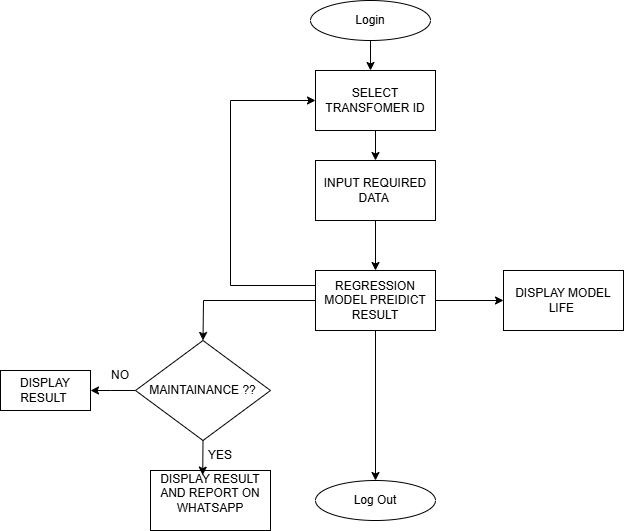 Login
SELECT
TRANSFOMER ID
INPUT REQUIRED
DATA
REGRESSION
MODEL PREIDICT
RESULT
DISPLAY MODEL
LIFE
MAINTAINANCE ??
NO
DISPLAY
RESULT
YES
DISPLAY RESULT
AND REPORT ON
WHATSAPP
Log Out